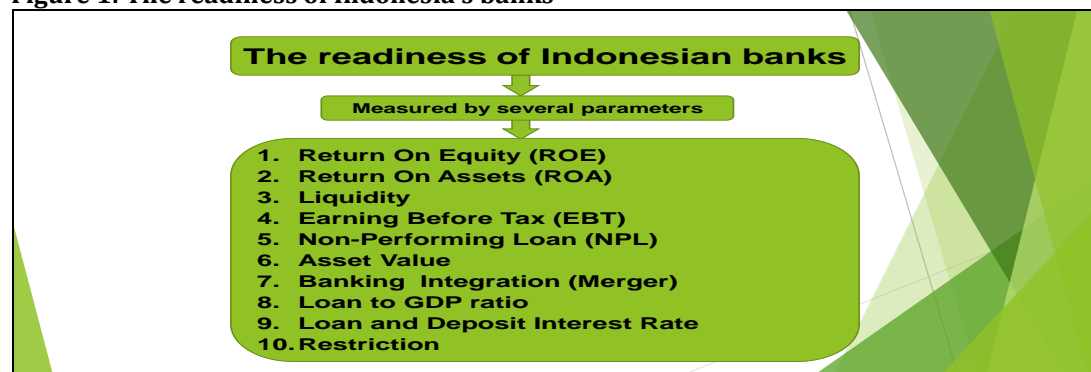 Figure 1: The readiness of Indonesia's banks
The readiness of Indonesian banks
Measured by several parameters
1. Return On Equity (ROE)
2. Return On Assets (ROA)
3. Liquidity
4. Earning Before Tax (EBT)
5. Non-Performing Loan (NPL)
6. Asset Value
7. Banking Integration (Merger)
8. Loan to GDP ratio
9. Loan and Deposit Interest Rate
10. Restriction